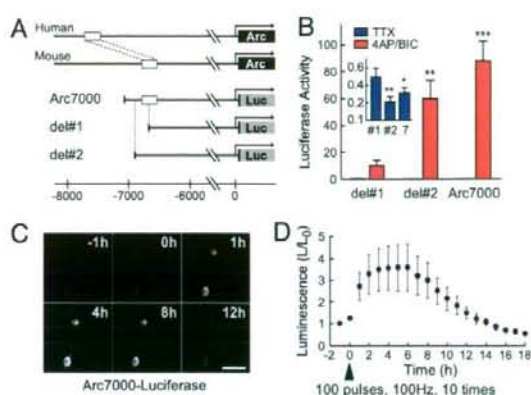 A
Human
Arc
Mouse
Arc
Arc7000
Luc
del#1
Luc
del#2
Luc
-8000 -7000 -6000 0
B
Luciferase Activity
100
80
60
40
20
0
TTX
4AP/BIC
0.6
0.4
0.2
** *
#1 #2 7
** ***
del#1 del#2 Arc7000
C
-1h 0h 1h
4h 8h 12h
Arc7000-Luciferase
D
Luminescence (L/L0)
5
4
3
2
1
0
0 2 4 6 8 10 12 14 16 18
Time (h)
100 pulses, 100Hz, 10 times